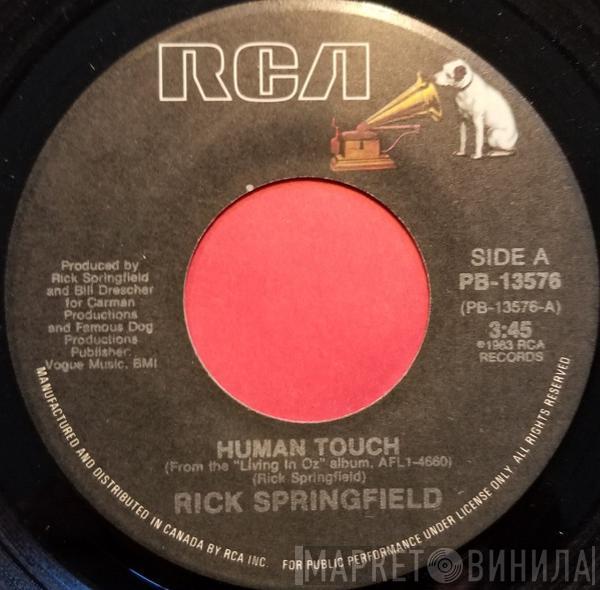 RCA
SIDE A
PB-13576
(PB-13576-A)
3:45
℗1983 RCA
RECORDS
Produced by
Rick Springfield
and Bill Drescher
for Carman
Productions
and Famous Dog
Productions
Publisher:
Vogue Music, BMI
HUMAN TOUCH
(From the "Living In Oz" album, AFL1-4660)
(Rick Springfield)
RICK SPRINGFIELD
MANUFACTURED AND DISTRIBUTED IN CANADA BY RCA INC. FOR PUBLIC PERFORMANCE UNDER LICENSE ONLY. ALL RIGHTS RESERVED
МАРКЕТ ВИНИЛА